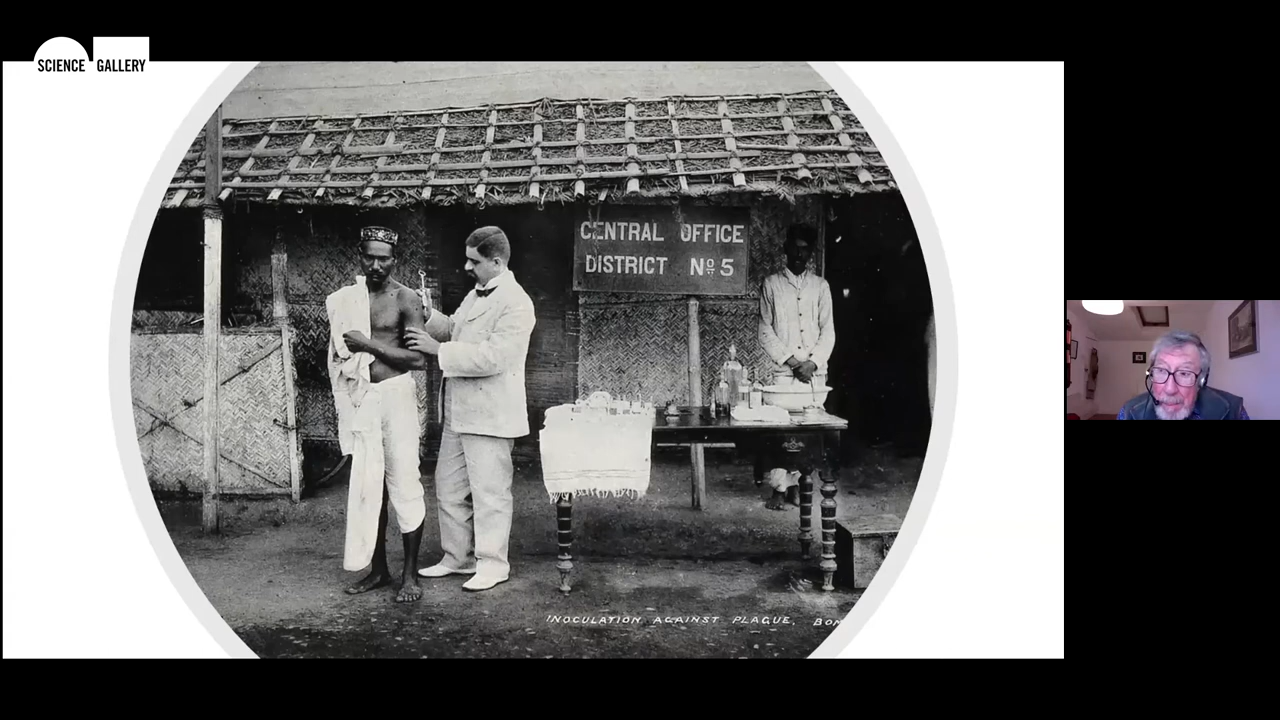 SCIENCE GALLERY
CENTRAL OFFICE
DISTRICT No 5
INOCULATION AGAINST PLAGUE,